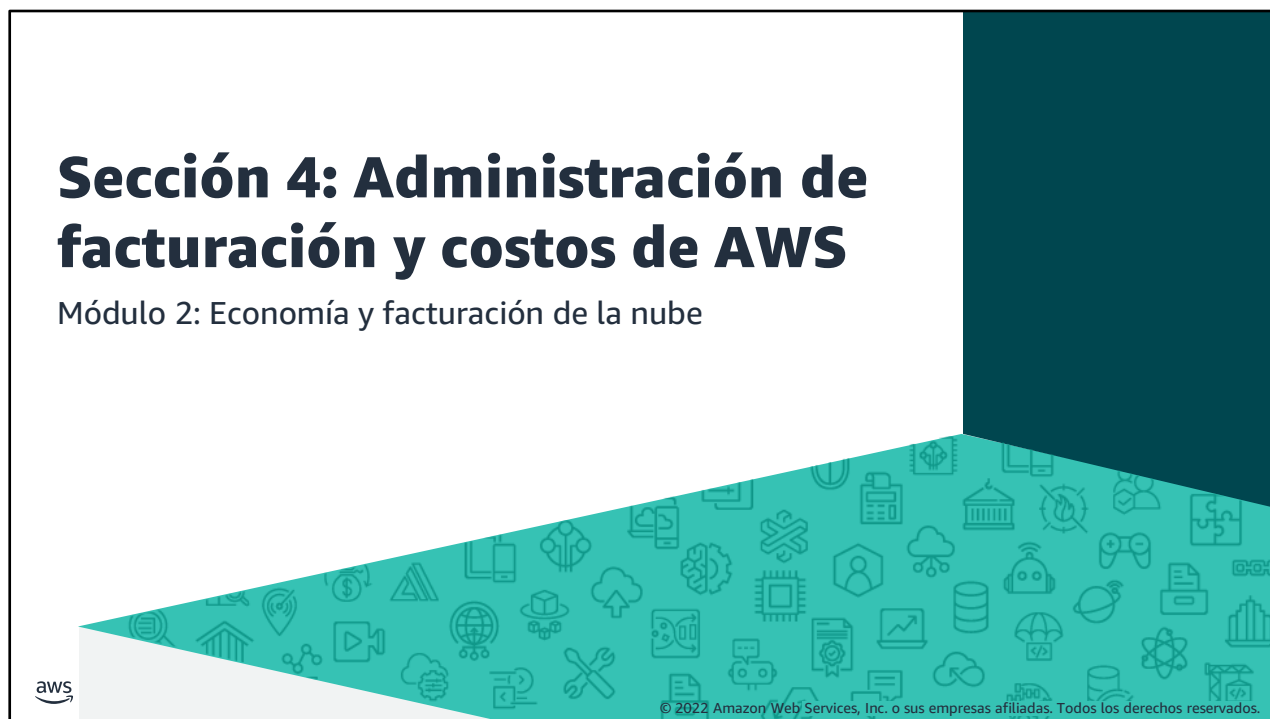 Sección 4: Administración de
facturación y costos de AWS
Módulo 2: Economía y facturación de la nube
aws
© 2022 Amazon Web Services, Inc. o sus empresas afiliadas. Todos los derechos reservados.